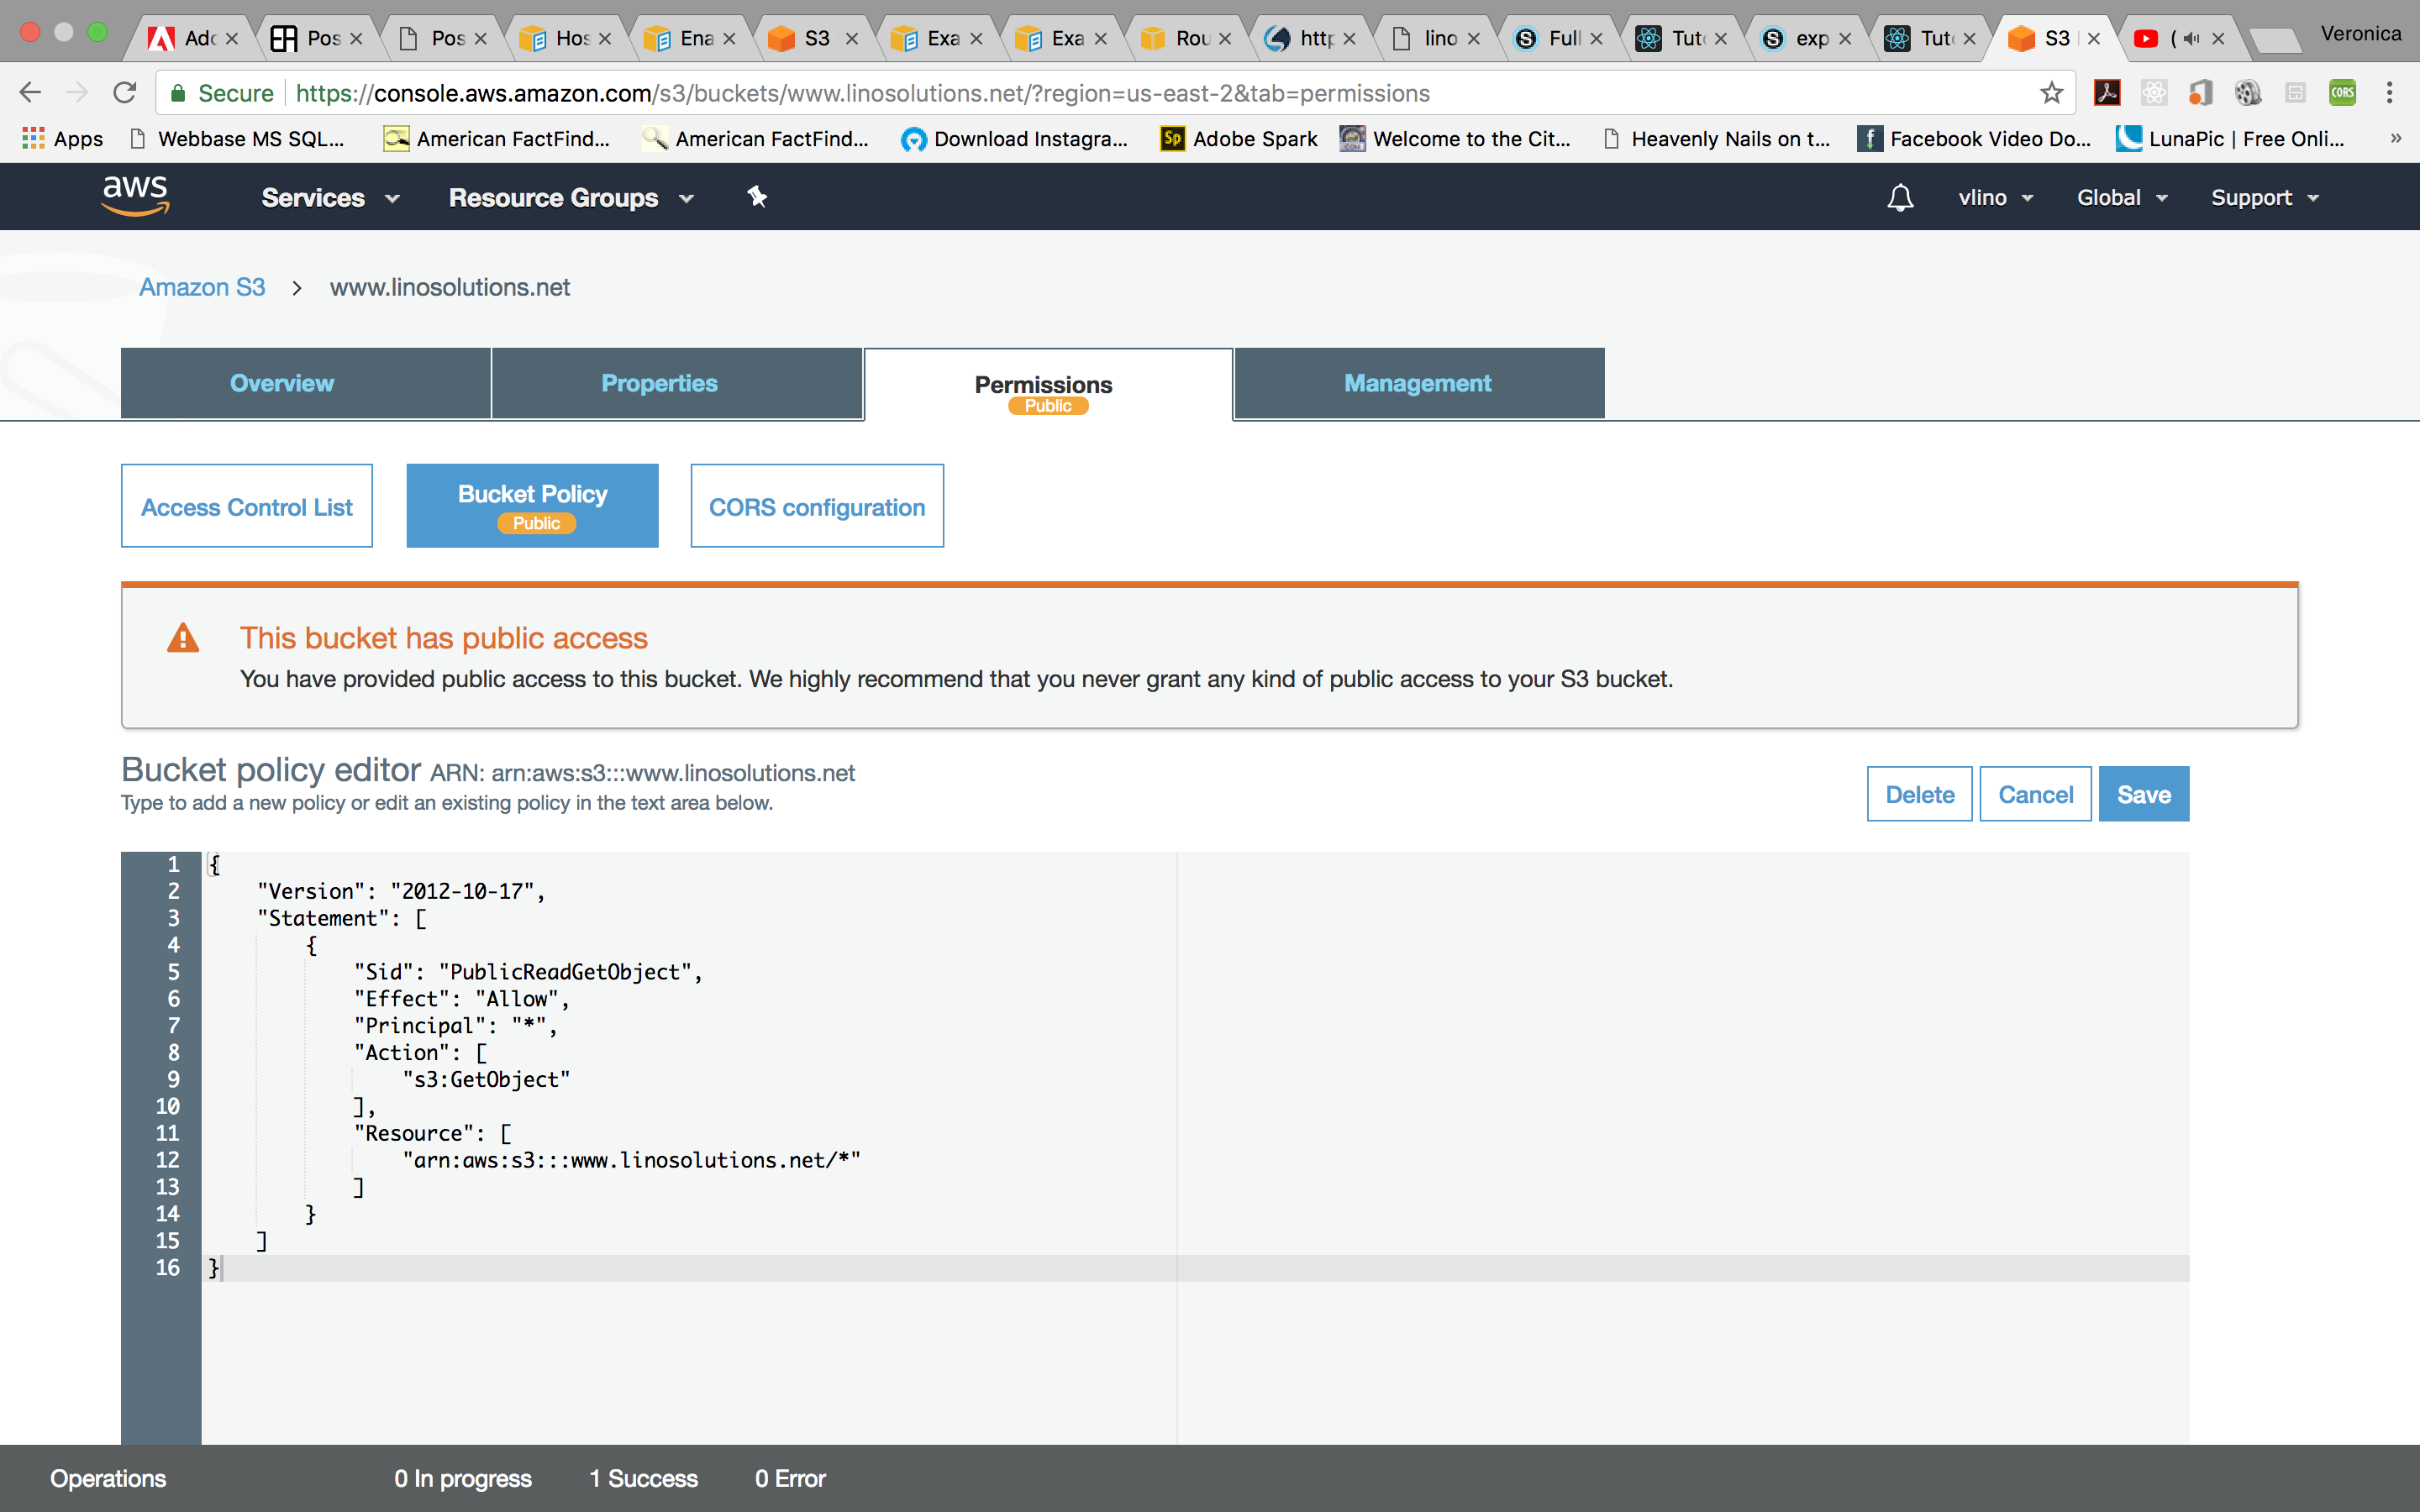 Adc Pos Pos Hos Ena S3 Exa Exa Rou http lino Full Tut exp Tut S3 ( Veronica
Secure https://console.aws.amazon.com/s3/buckets/www.linosolutions.net/?region=us-east-2&tab=permissions CORS
Apps Webbase MS SQL... American FactFind... American FactFind... Download Instagra... Sp Adobe Spark Welcome to the Cit... Heavenly Nails on t... Facebook Video Do... LunaPic | Free Onli... »
aws Services Resource Groups vlino Global Support
Amazon S3 > www.linosolutions.net
Overview Properties Permissions Management
Public
Access Control List Bucket Policy CORS configuration
Public
This bucket has public access
You have provided public access to this bucket. We highly recommend that you never grant any kind of public access to your S3 bucket.
Bucket policy editor ARN: arn:aws:s3:::www.linosolutions.net
Type to add a new policy or edit an existing policy in the text area below.
Delete Cancel Save
1 {
2 "Version": "2012-10-17",
3 "Statement": [
4 {
5 "Sid": "PublicReadGetObject",
6 "Effect": "Allow",
7 "Principal": "*",
8 "Action": [
9 "s3:GetObject"
10 ],
11 "Resource": [
12 "arn:aws:s3:::www.linosolutions.net/*"
13 ]
14 }
15 ]
16 }
Operations 0 In progress 1 Success 0 Error